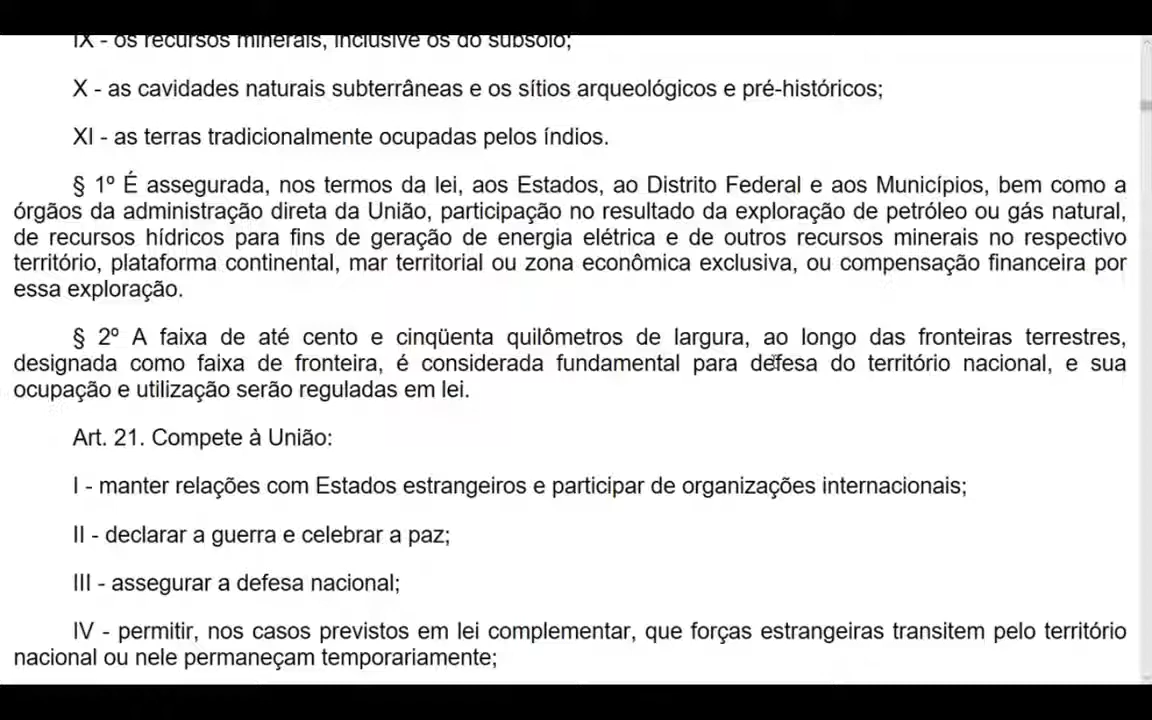 IX - os recursos minerais, inclusive os do subsolo;
X - as cavidades naturais subterrâneas e os sítios arqueológicos e pré-históricos;
XI - as terras tradicionalmente ocupadas pelos índios.
§ 1º É assegurada, nos termos da lei, aos Estados, ao Distrito Federal e aos Municípios, bem como a
órgãos da administração direta da União, participação no resultado da exploração de petróleo ou gás natural,
de recursos hídricos para fins de geração de energia elétrica e de outros recursos minerais no respectivo
território, plataforma continental, mar territorial ou zona econômica exclusiva, ou compensação financeira por
essa exploração.
§ 2º A faixa de até cento e cinqüenta quilômetros de largura, ao longo das fronteiras terrestres,
designada como faixa de fronteira, é considerada fundamental para defesa do território nacional, e sua
ocupação e utilização serão reguladas em lei.
Art. 21. Compete à União:
I - manter relações com Estados estrangeiros e participar de organizações internacionais;
II - declarar a guerra e celebrar a paz;
III - assegurar a defesa nacional;
IV - permitir, nos casos previstos em lei complementar, que forças estrangeiras transitem pelo território
nacional ou nele permaneçam temporariamente;